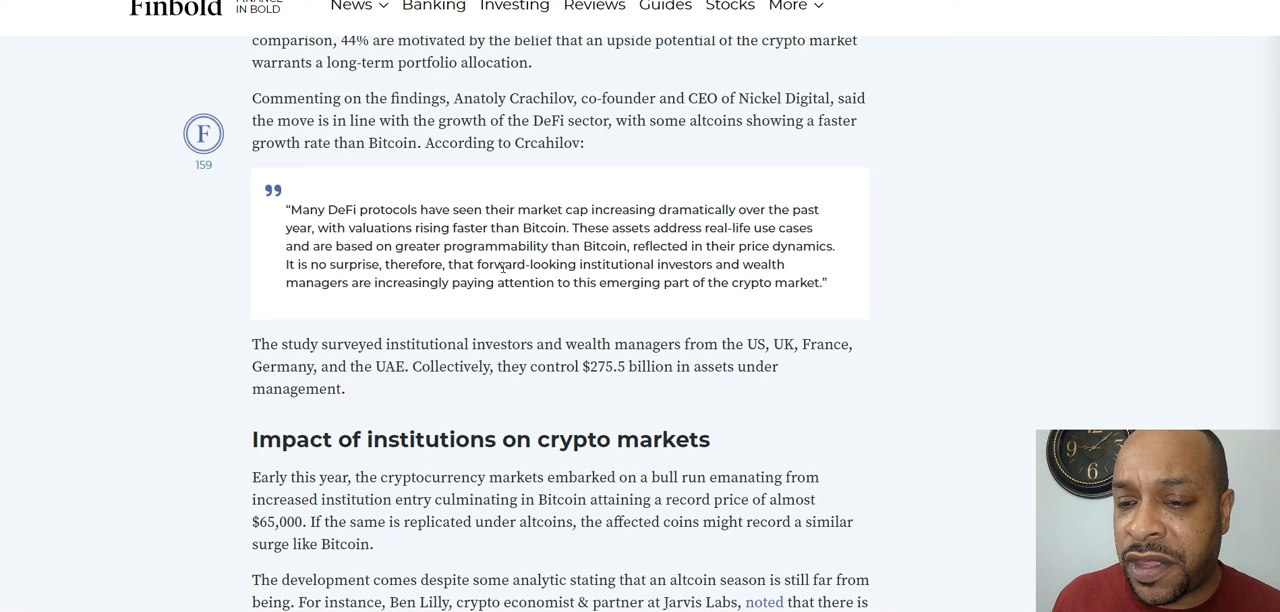 Finbold
FINANCE
IN BOLD
News Banking Investing Reviews Guides Stocks More
comparison, 44% are motivated by the belief that an upside potential of the crypto market
warrants a long-term portfolio allocation.
Commenting on the findings, Anatoly Crachilov, co-founder and CEO of Nickel Digital, said
the move is in line with the growth of the DeFi sector, with some altcoins showing a faster
growth rate than Bitcoin. According to Crcahilov:
F
159
”
“Many DeFi protocols have seen their market cap increasing dramatically over the past
year, with valuations rising faster than Bitcoin. These assets address real-life use cases
and are based on greater programmability than Bitcoin, reflected in their price dynamics.
It is no surprise, therefore, that forward-looking institutional investors and wealth
managers are increasingly paying attention to this emerging part of the crypto market.”
The study surveyed institutional investors and wealth managers from the US, UK, France,
Germany, and the UAE. Collectively, they control $275.5 billion in assets under
management.
Impact of institutions on crypto markets
Early this year, the cryptocurrency markets embarked on a bull run emanating from
increased institution entry culminating in Bitcoin attaining a record price of almost
$65,000. If the same is replicated under altcoins, the affected coins might record a similar
surge like Bitcoin.
The development comes despite some analytic stating that an altcoin season is still far from
being. For instance, Ben Lilly, crypto economist & partner at Jarvis Labs, noted that there is